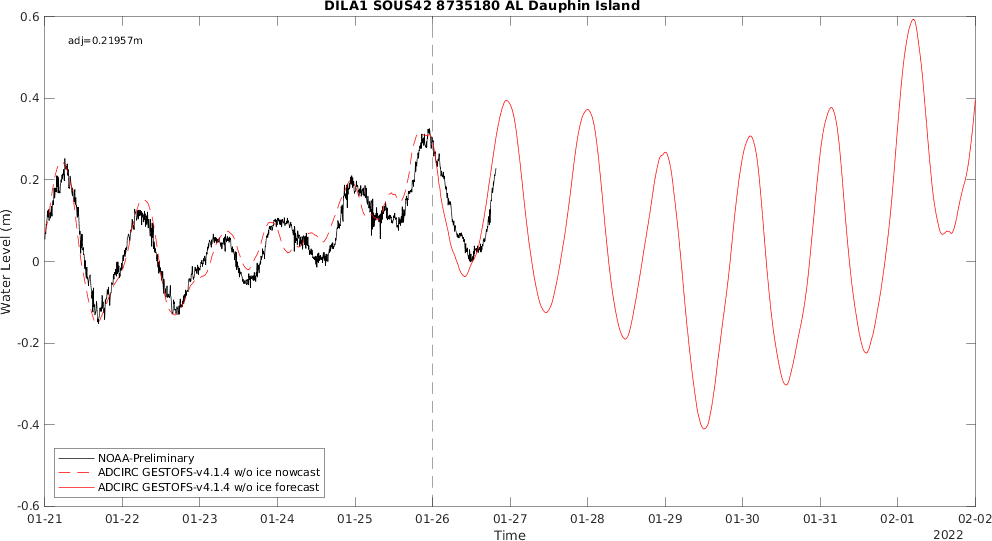 DILA1 SOUS42 8735180 AL Dauphin Island
adj=0.21957m
0.6
0.4
0.2
0
-0.2
-0.4
-0.6
Water Level (m)
NOAA-Preliminary
ADCIRC GESTOFS-v4.1.4 w/o ice nowcast
ADCIRC GESTOFS-v4.1.4 w/o ice forecast
01-21 01-22 01-23 01-24 01-25 01-26 01-27 01-28 01-29 01-30 01-31 02-01 02-02
Time
2022